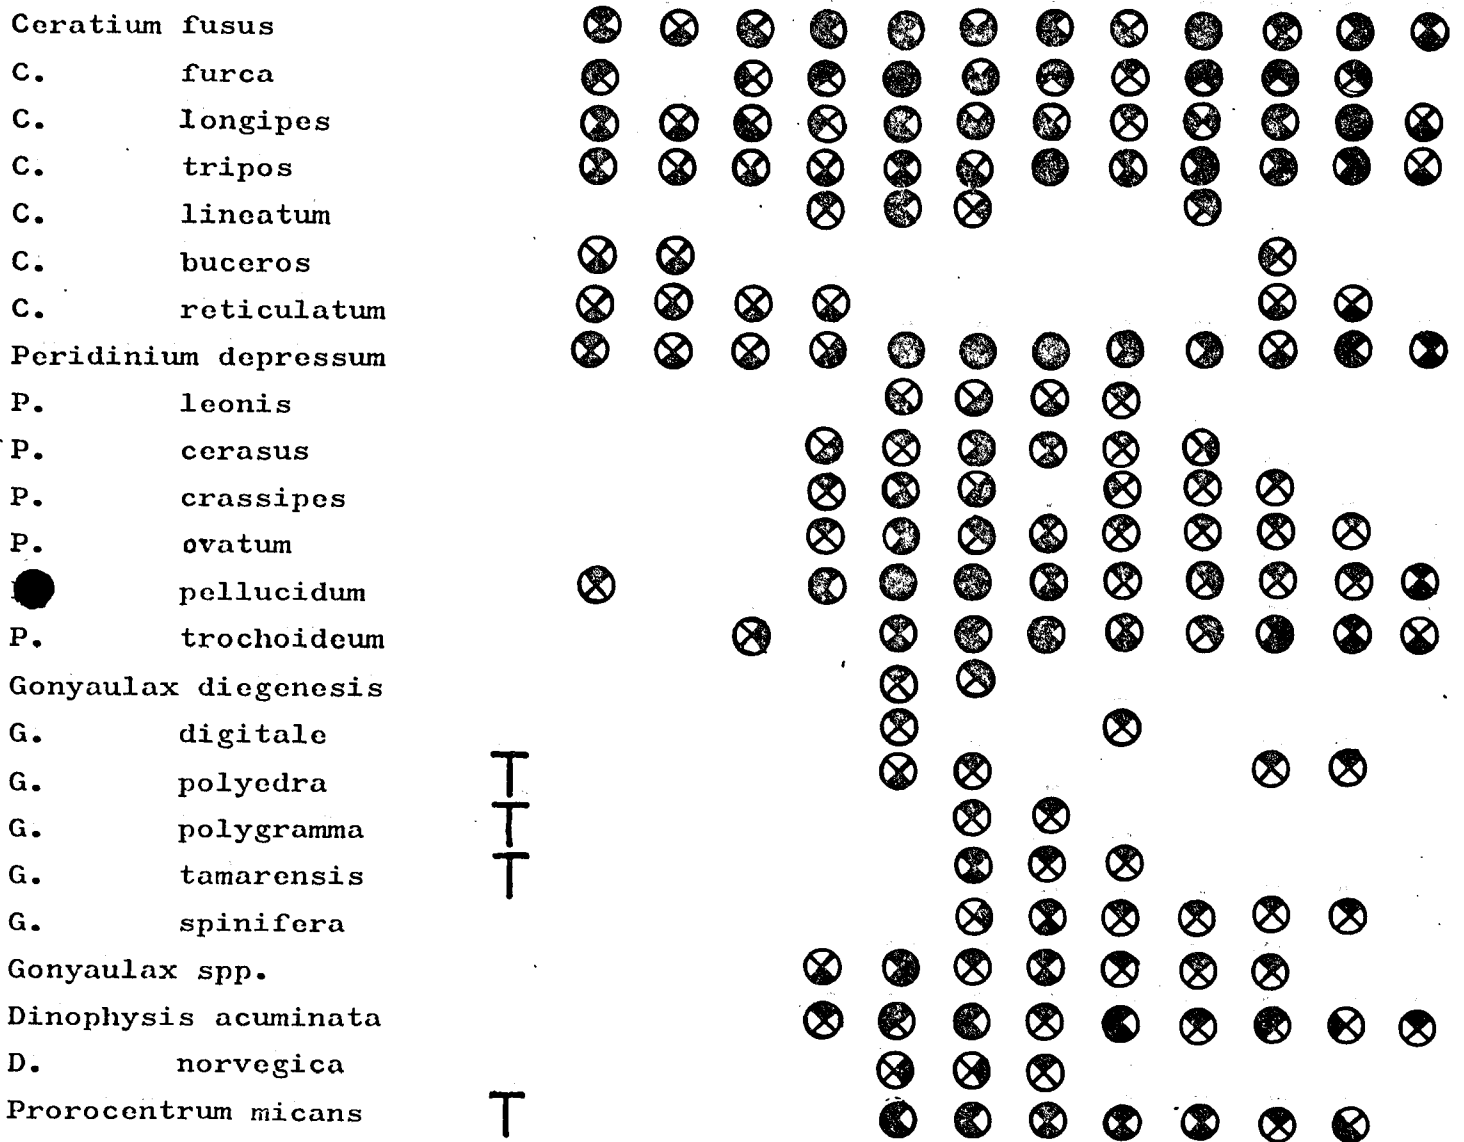 Ceratium fusus
C. furca
C. longipes
C. tripos
C. lineatum
C. buceros
C. reticulatum
Peridinium depressum
P. leonis
P. cerasus
P. crassipes
P. ovatum
pellucidum
P. trochoideum
Gonyaulax diegenesis
G. digitale
G. polyedra T
G. polygramma T
G. tamarensis T
G. spinifera
Gonyaulax spp.
Dinophysis acuminata
D. norvegica
Prorocentrum micans T